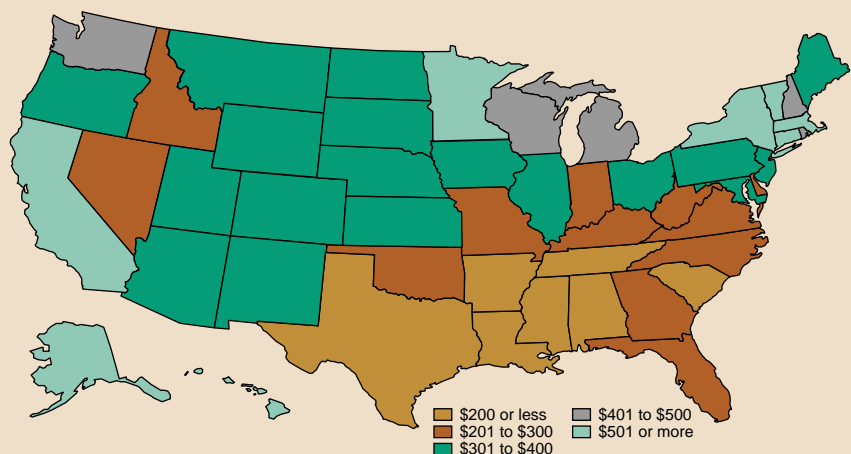 $200 or less
$201 to $300
$301 to $400
$401 to $500
$501 or more